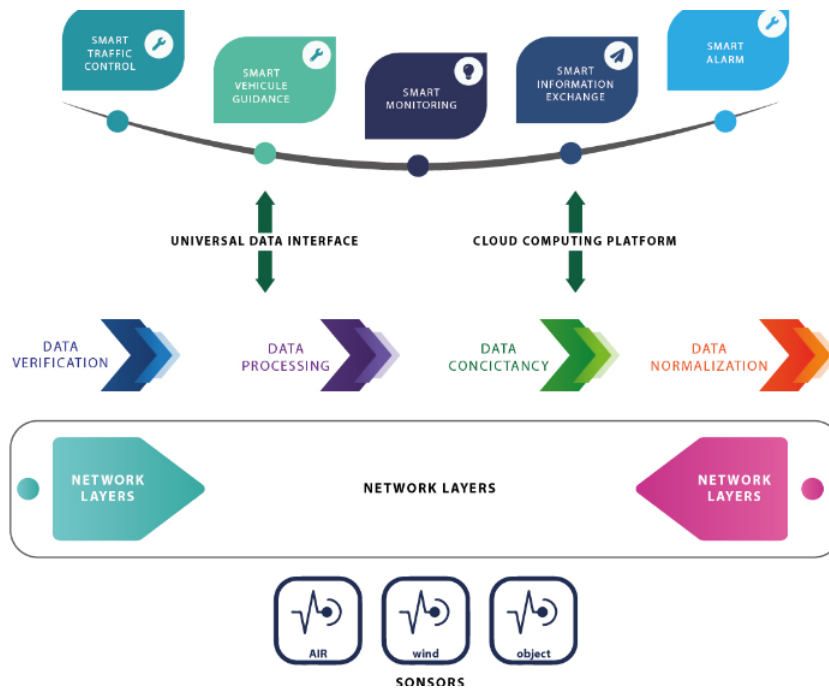 SMART
TRAFFIC
CONTROL
SMART
VEHICULE
GUIDANCE
SMART
MONITORING
SMART
INFORMATION
EXCHANGE
SMART
ALARM
UNIVERSAL DATA INTERFACE
CLOUD COMPUTING PLATFORM
DATA
VERIFICATION
DATA
PROCESSING
DATA
CONCICTANCY
DATA
NORMALIZATION
NETWORK
LAYERS
NETWORK LAYERS
NETWORK
LAYERS
AIR
wind
object
SONSORS